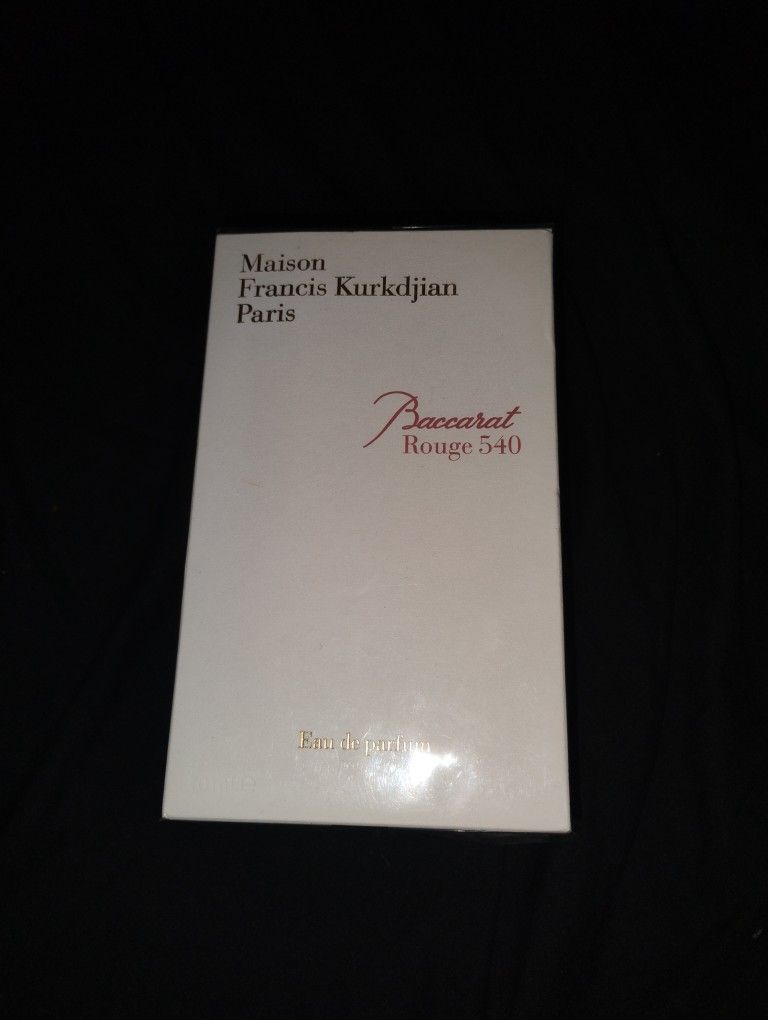 Maison
Francis Kurkdjian
Paris
Baccarat
Rouge 540
Eau de parfum